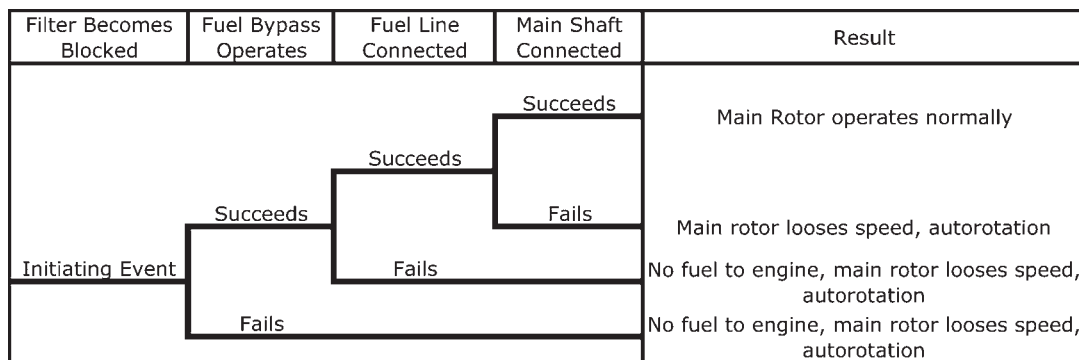 Filter Becomes
Blocked
Fuel Bypass
Operates
Fuel Line
Connected
Main Shaft
Connected
Result
Succeeds
Main Rotor operates normally
Succeeds
Succeeds
Fails
Main rotor looses speed, autorotation
Initiating Event
Fails
No fuel to engine, main rotor looses speed,
autorotation
Fails
No fuel to engine, main rotor looses speed,
autorotation